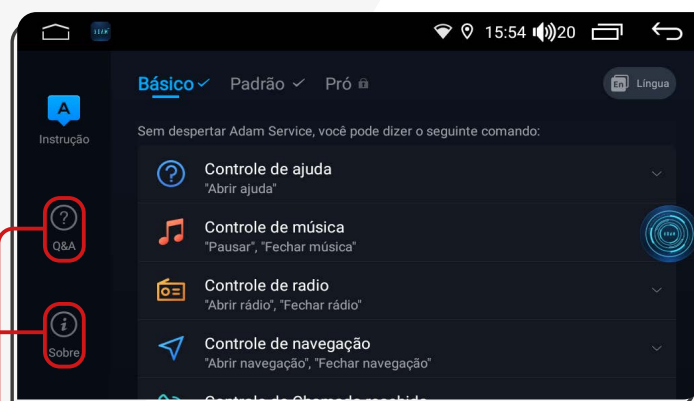 15:54 20
Básico Padrão Pró
En Língua
A
Instrução
Sem despertar Adam Service, você pode dizer o seguinte comando:
Controle de ajuda
"Abrir ajuda"
Q&A
Controle de música
"Pausar", "Fechar música"
Controle de radio
"Abrir rádio", "Fechar rádio"
Sobre
Controle de navegação
"Abrir navegação", "Fechar navegação"